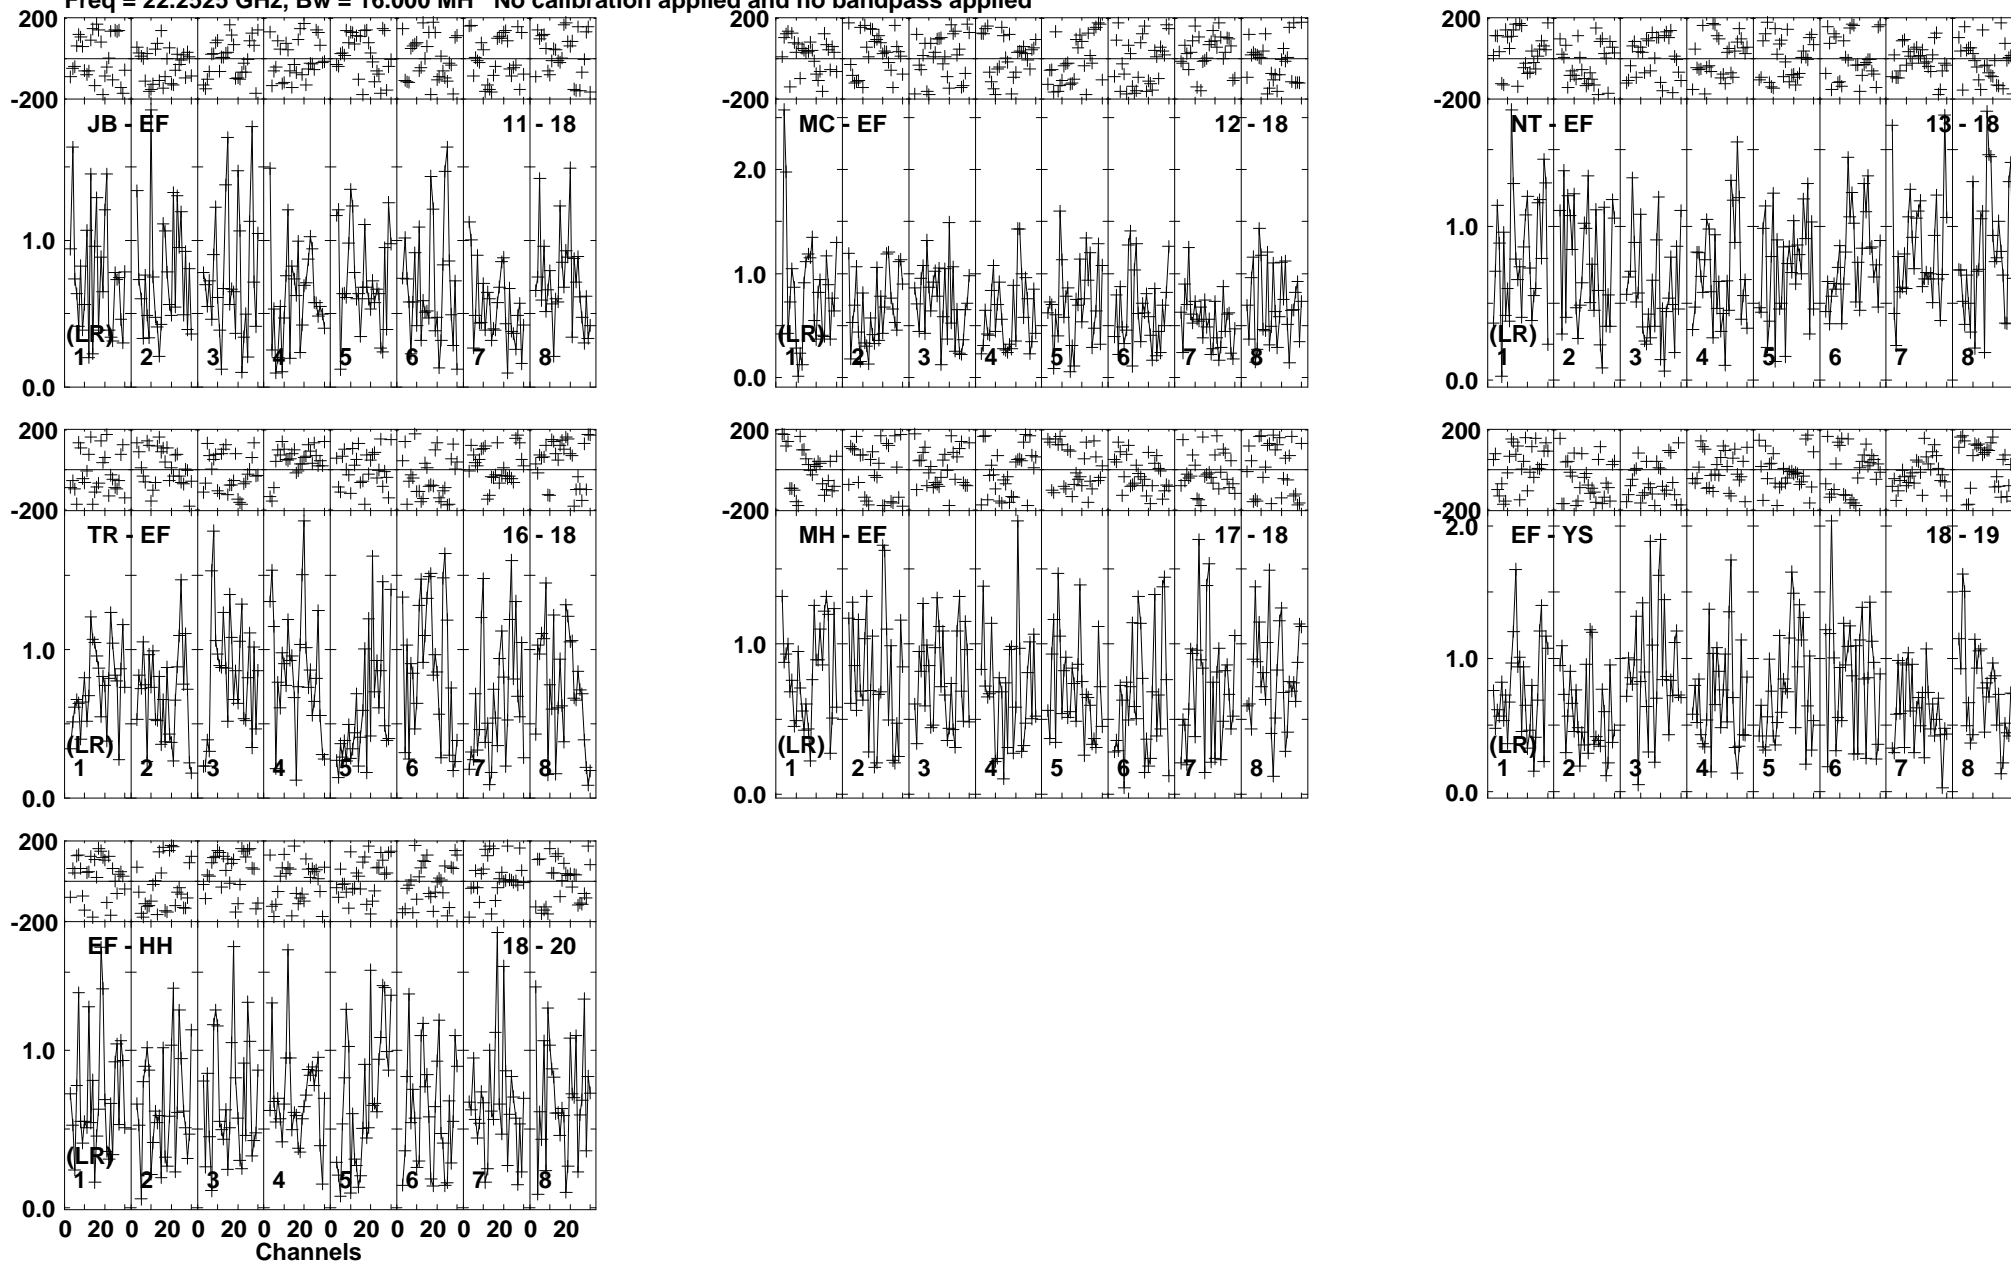 Freq = 22.2525 GHz, Bw = 16.000 MH No calibration applied and no bandpass applied
200
-200
JB - EF 11 - 18
1.0
(LR)
1 2 3 4 5 6 7 8
0.0
200
-200
MC - EF 12 - 18
2.0
1.0
(LR)
1 2 3 4 5 6 7 8
0.0
200
-200
NT - EF 13 - 18
1.0
(LR)
1 2 3 4 5 6 7 8
0.0
200
-200
TR - EF 16 - 18
1.0
(LR)
1 2 3 4 5 6 7 8
0.0
200
-200
MH - EF 17 - 18
1.0
(LR)
1 2 3 4 5 6 7 8
0.0
200
-200
2.0
EF - YS 18 - 19
1.0
(LR)
1 2 3 4 5 6 7 8
0.0
200
-200
EF - HH 18 - 20
1.0
(LR)
1 2 3 4 5 6 7 8
0.0
0 20 0 20 0 20 0 20 0 20 0 20 0 20 0 20
Channels